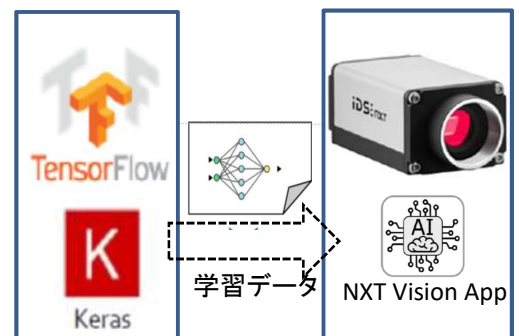 TensorFlow
K
Keras
学習データ
iDS:nxt
AI
NXT Vision App